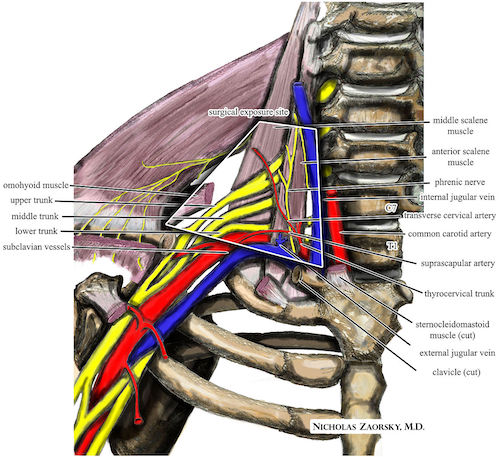 surgical exposure site
middle scalene
muscle
anterior scalene
muscle
omohyoid muscle
phrenic nerve
upper trunk
internal jugular vein
C7
middle trunk
transverse cervical artery
lower trunk
common carotid artery
subclavian vessels
T1
suprascapular artery
thyrocervical trunk
sternocleidomastoid
muscle (cut)
external jugular vein
clavicle (cut)
NICHOLAS ZAORSKY, M.D.